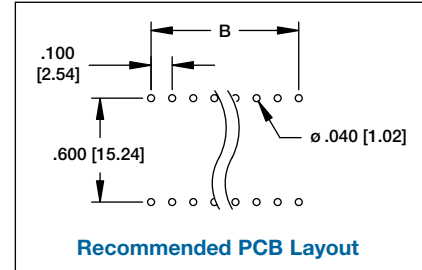 B
.100
[2.54]
.600 [15.24]
ø .040 [1.02]
Recommended PCB Layout